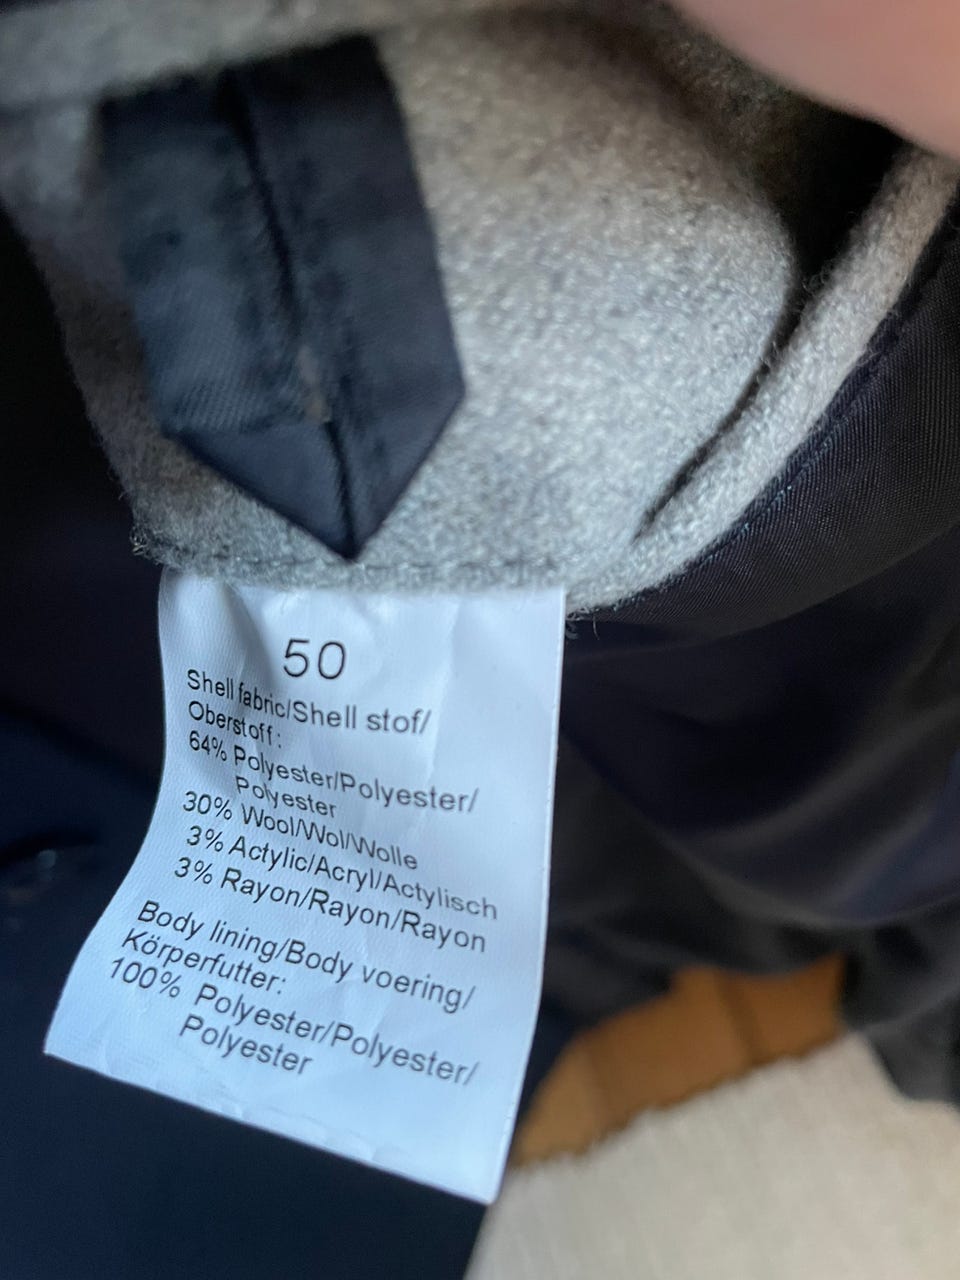 50
Shell fabric/Shell stof/
Oberstoff:
64% Polyester/Polyester/
Polyester
30% Wool/Wol/Wolle
3% Actylic/Acryl/Actylisch
3% Rayon/Rayon/Rayon
Body lining/Body voering/
Körperfutter:
100% Polyester/Polyester/
Polyester